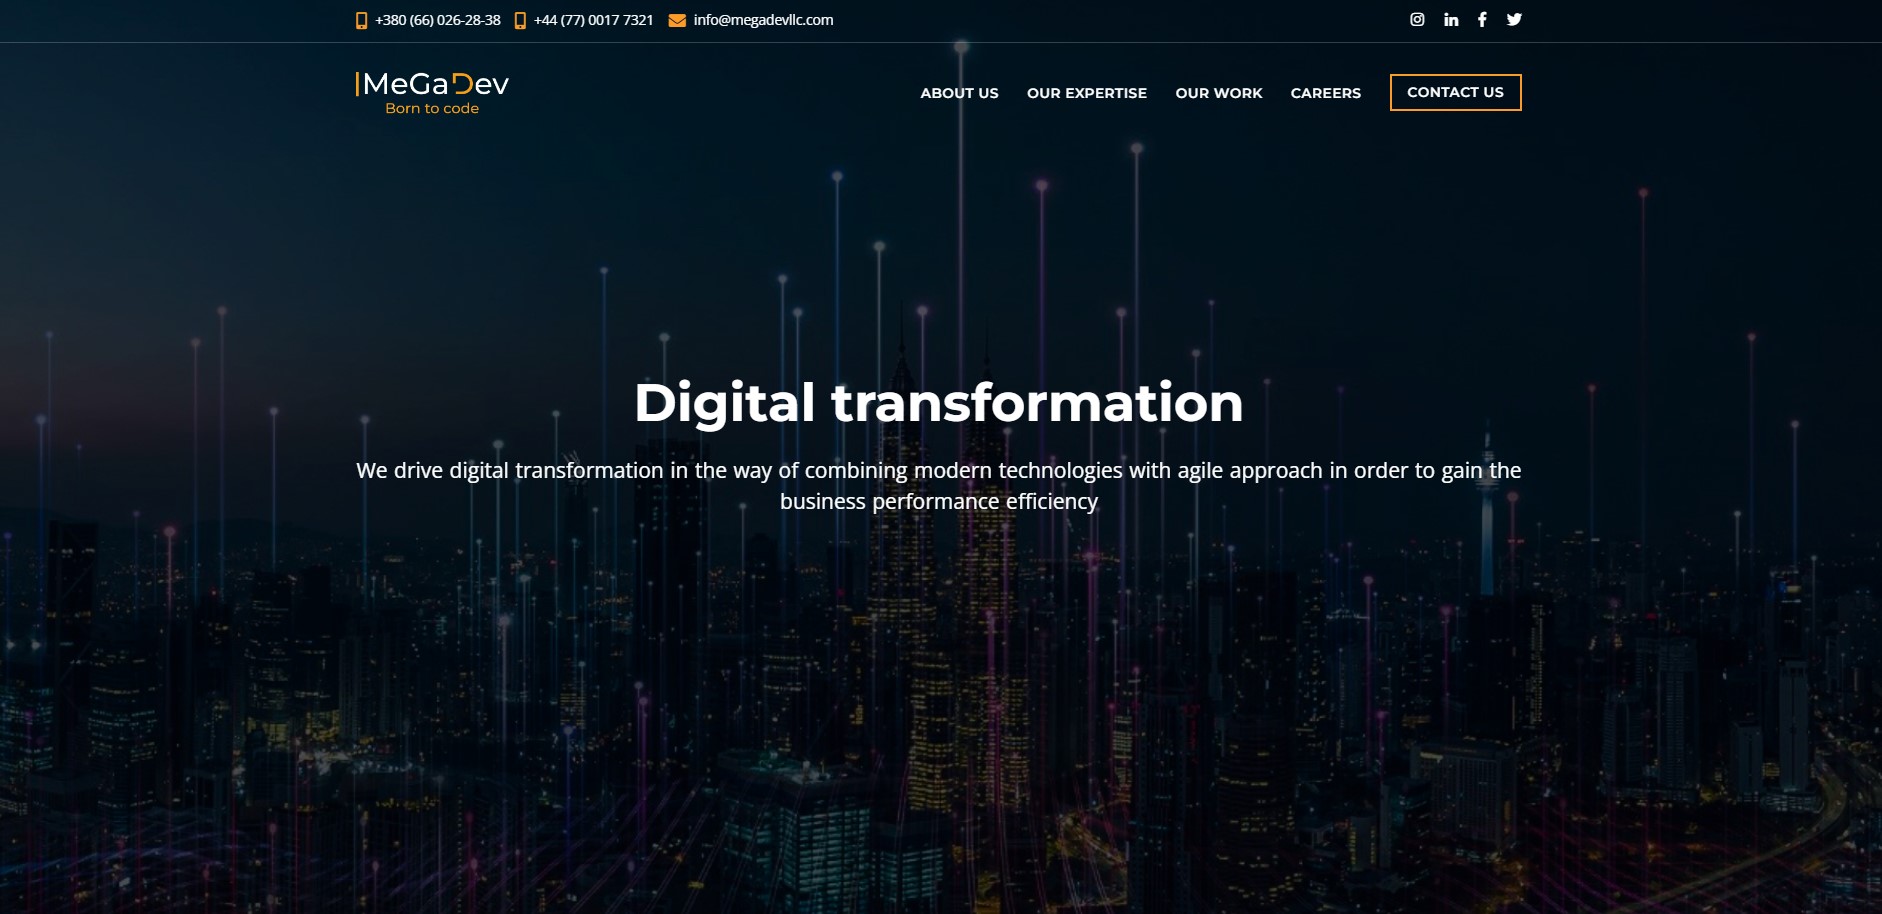 +380 (66) 026-28-38 +44 (77) 0017 7321 info@megadevllc.com
MeGaDev
Born to code
ABOUT US OUR EXPERTISE OUR WORK CAREERS CONTACT US
Digital transformation
We drive digital transformation in the way of combining modern technologies with agile approach in order to gain the
business performance efficiency